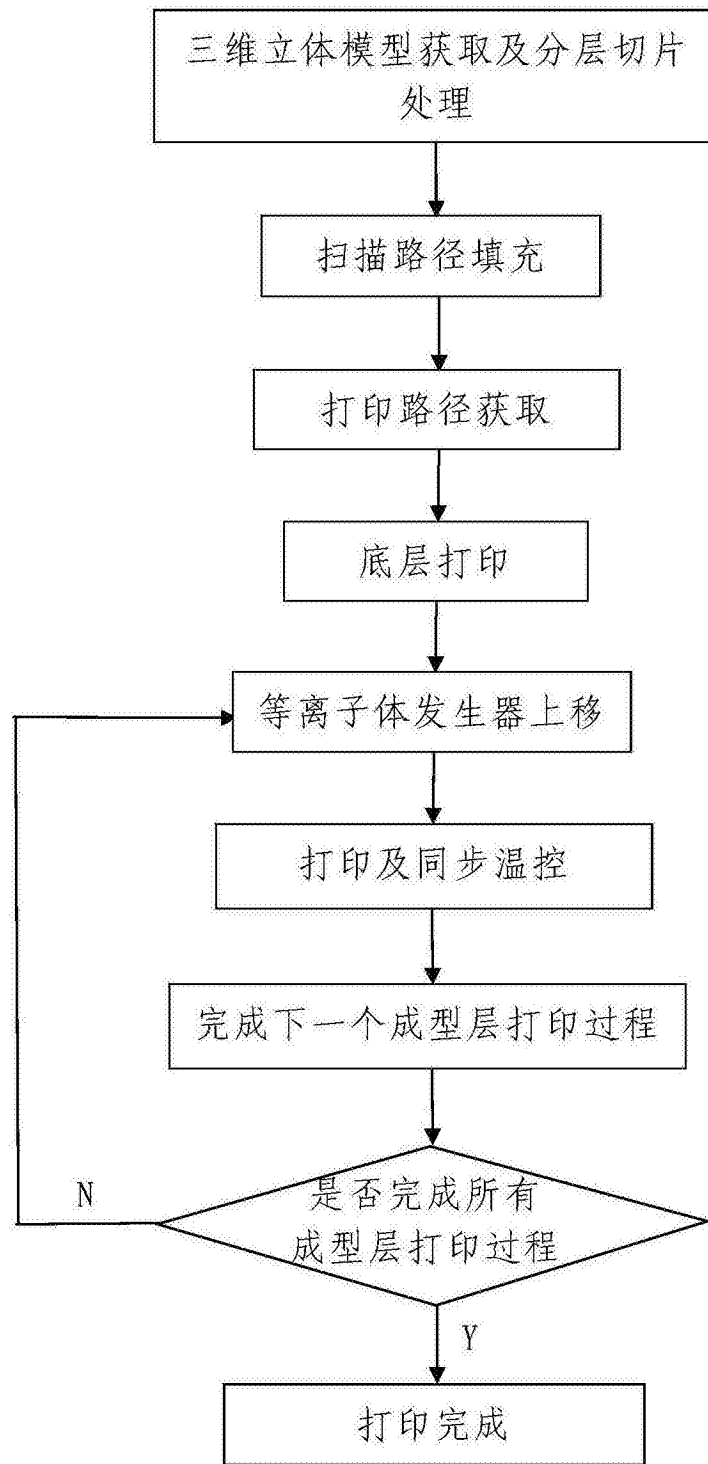 三维立体模型获取及分层切片
处理
扫描路径填充
打印路径获取
底层打印
等离子体发生器上移
打印及同步温控
完成下一个成型层打印过程
是否完成所有
成型层打印过程
N
Y
打印完成